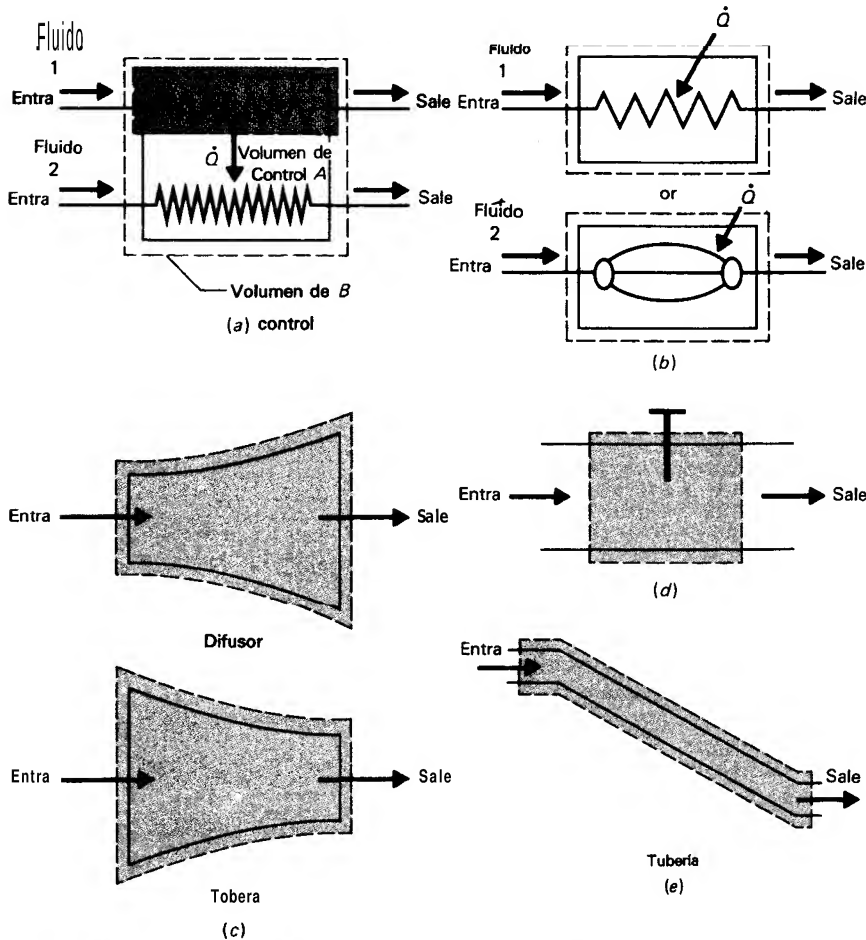 Fluido
1
Entra
Sale
Fluido
2
Entra
Q̇
Volumen de
Control A
Sale
Volumen de B
(a) control
Q̇
Fluido
1
Entra
Sale
or
Q̇
Fluido
2
Entra
Sale
(b)
Entra
Sale
Difusor
Entra
Sale
Tobera
(c)
Entra
Sale
(d)
Entra
Sale
Tubería
(e)